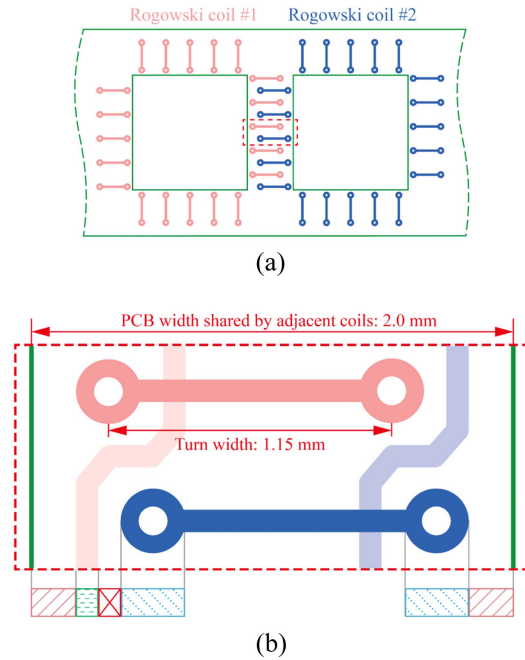 Rogowski coil #1 Rogowski coil #2
(a)
PCB width shared by adjacent coils: 2.0 mm
Turn width: 1.15 mm
(b)